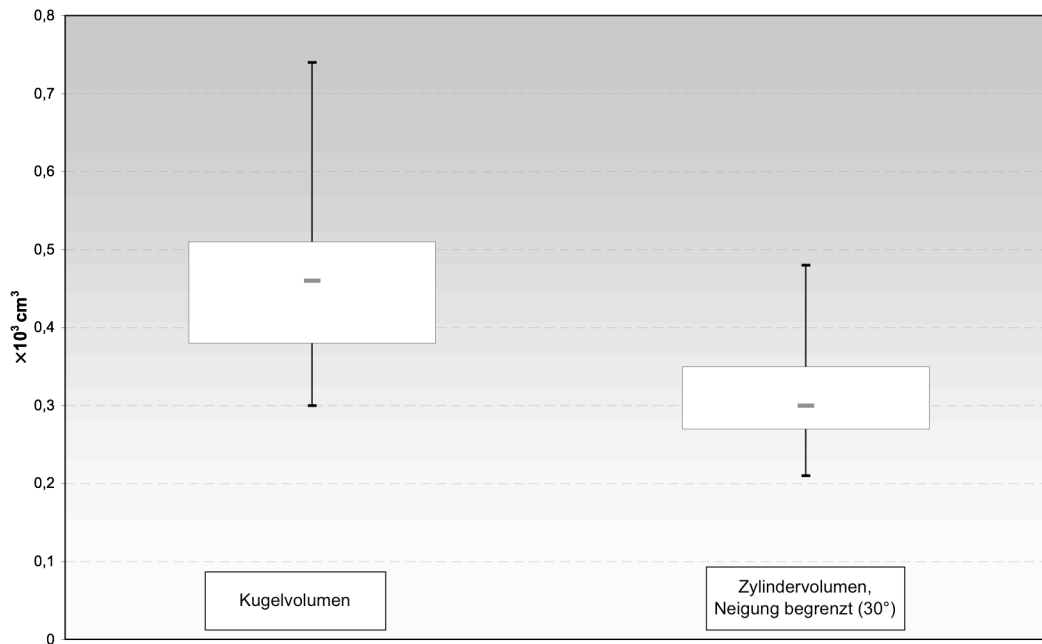 0,8
0,7
0,6
0,5
0,4
0,3
0,2
0,1
0
×10³ cm³
Kugelvolumen
Zylindervolumen,
Neigung begrenzt (30°)